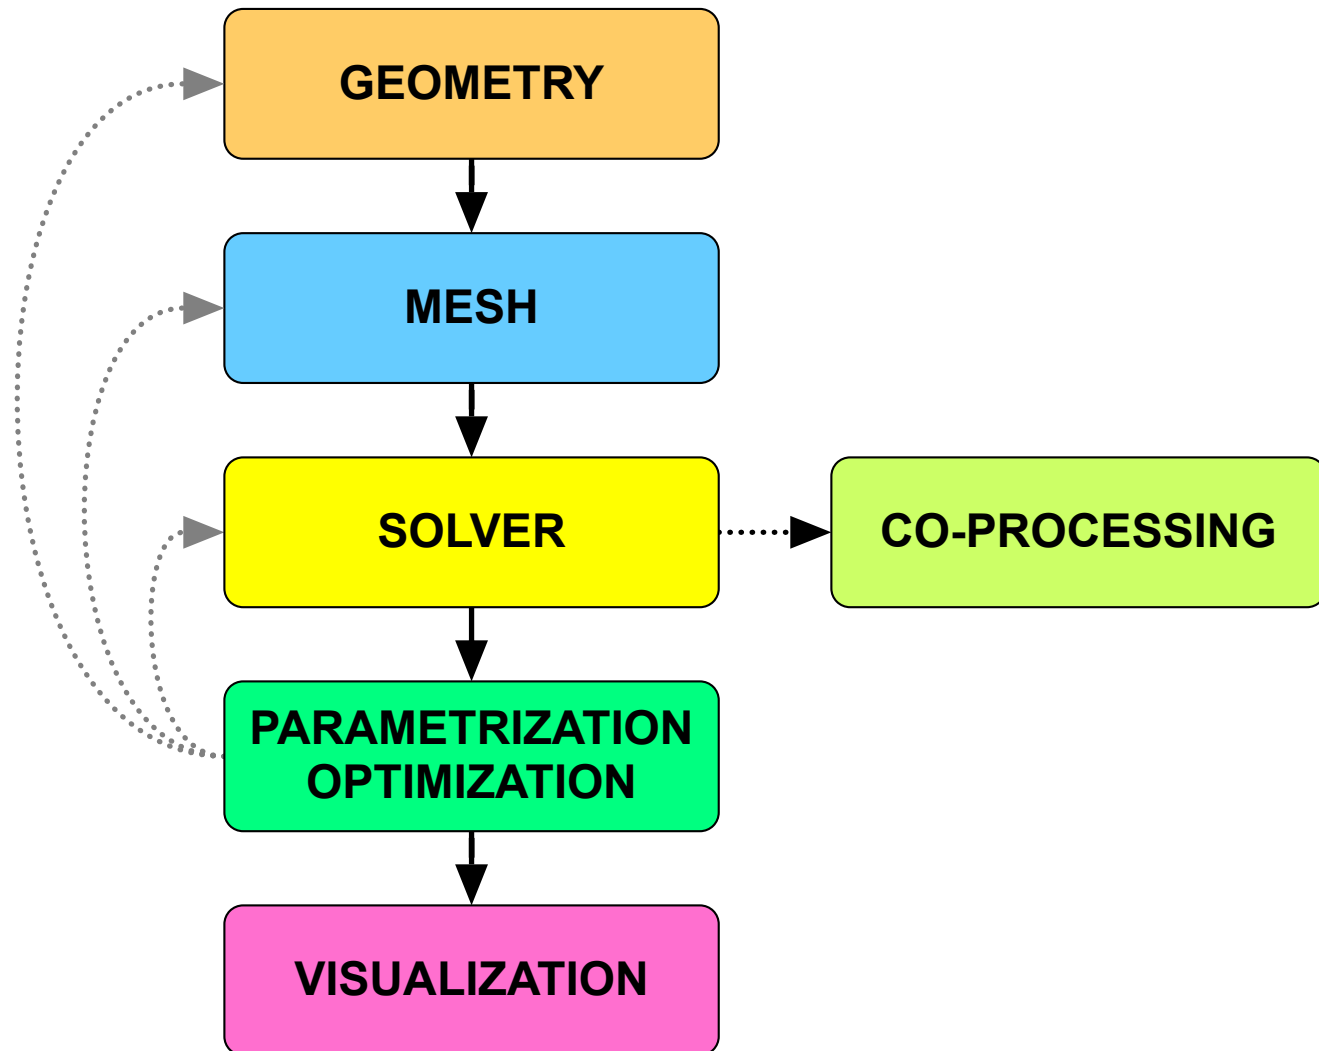 GEOMETRY
MESH
SOLVER
CO-PROCESSING
PARAMETRIZATION
OPTIMIZATION
VISUALIZATION